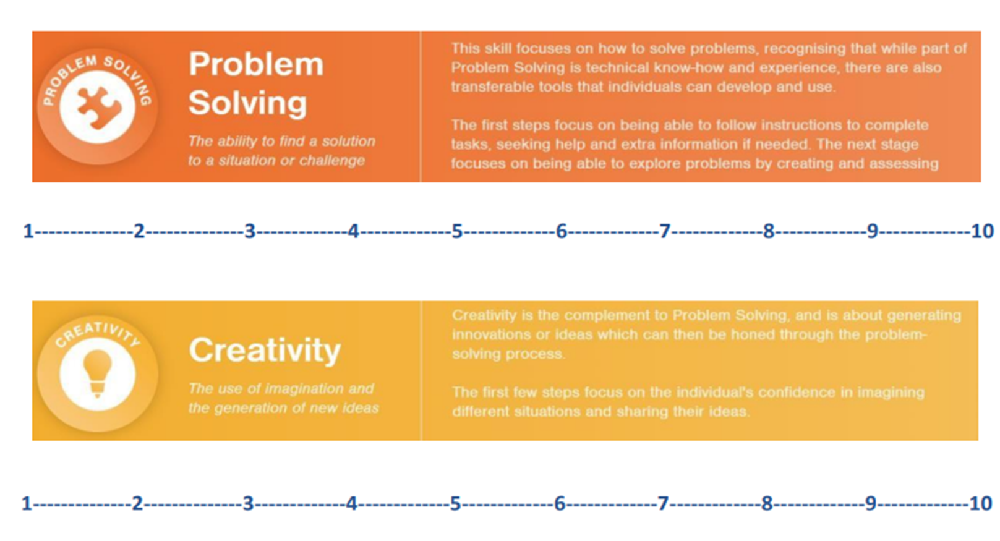 PROBLEM SOLVING
Problem
Solving
The ability to find a solution
to a situation or challenge
This skill focuses on how to solve problems, recognising that while part of
Problem Solving is technical know-how and experience, there are also
transferable tools that individuals can develop and use.
The first steps focus on being able to follow instructions to complete
tasks, seeking help and extra information if needed. The next stage
focuses on being able to explore problems by creating and assessing
1--------------2--------------3-------------4-------------5-------------6-------------7-------------8-------------9-------------10
CREATIVITY
Creativity
The use of imagination and
the generation of new ideas
Creativity is the complement to Problem Solving, and is about generating
innovations or ideas which can then be honed through the problem-
solving process.
The first few steps focus on the individual's confidence in imagining
different situations and sharing their ideas.
1--------------2--------------3-------------4-------------5-------------6-------------7-------------8-------------9-------------10